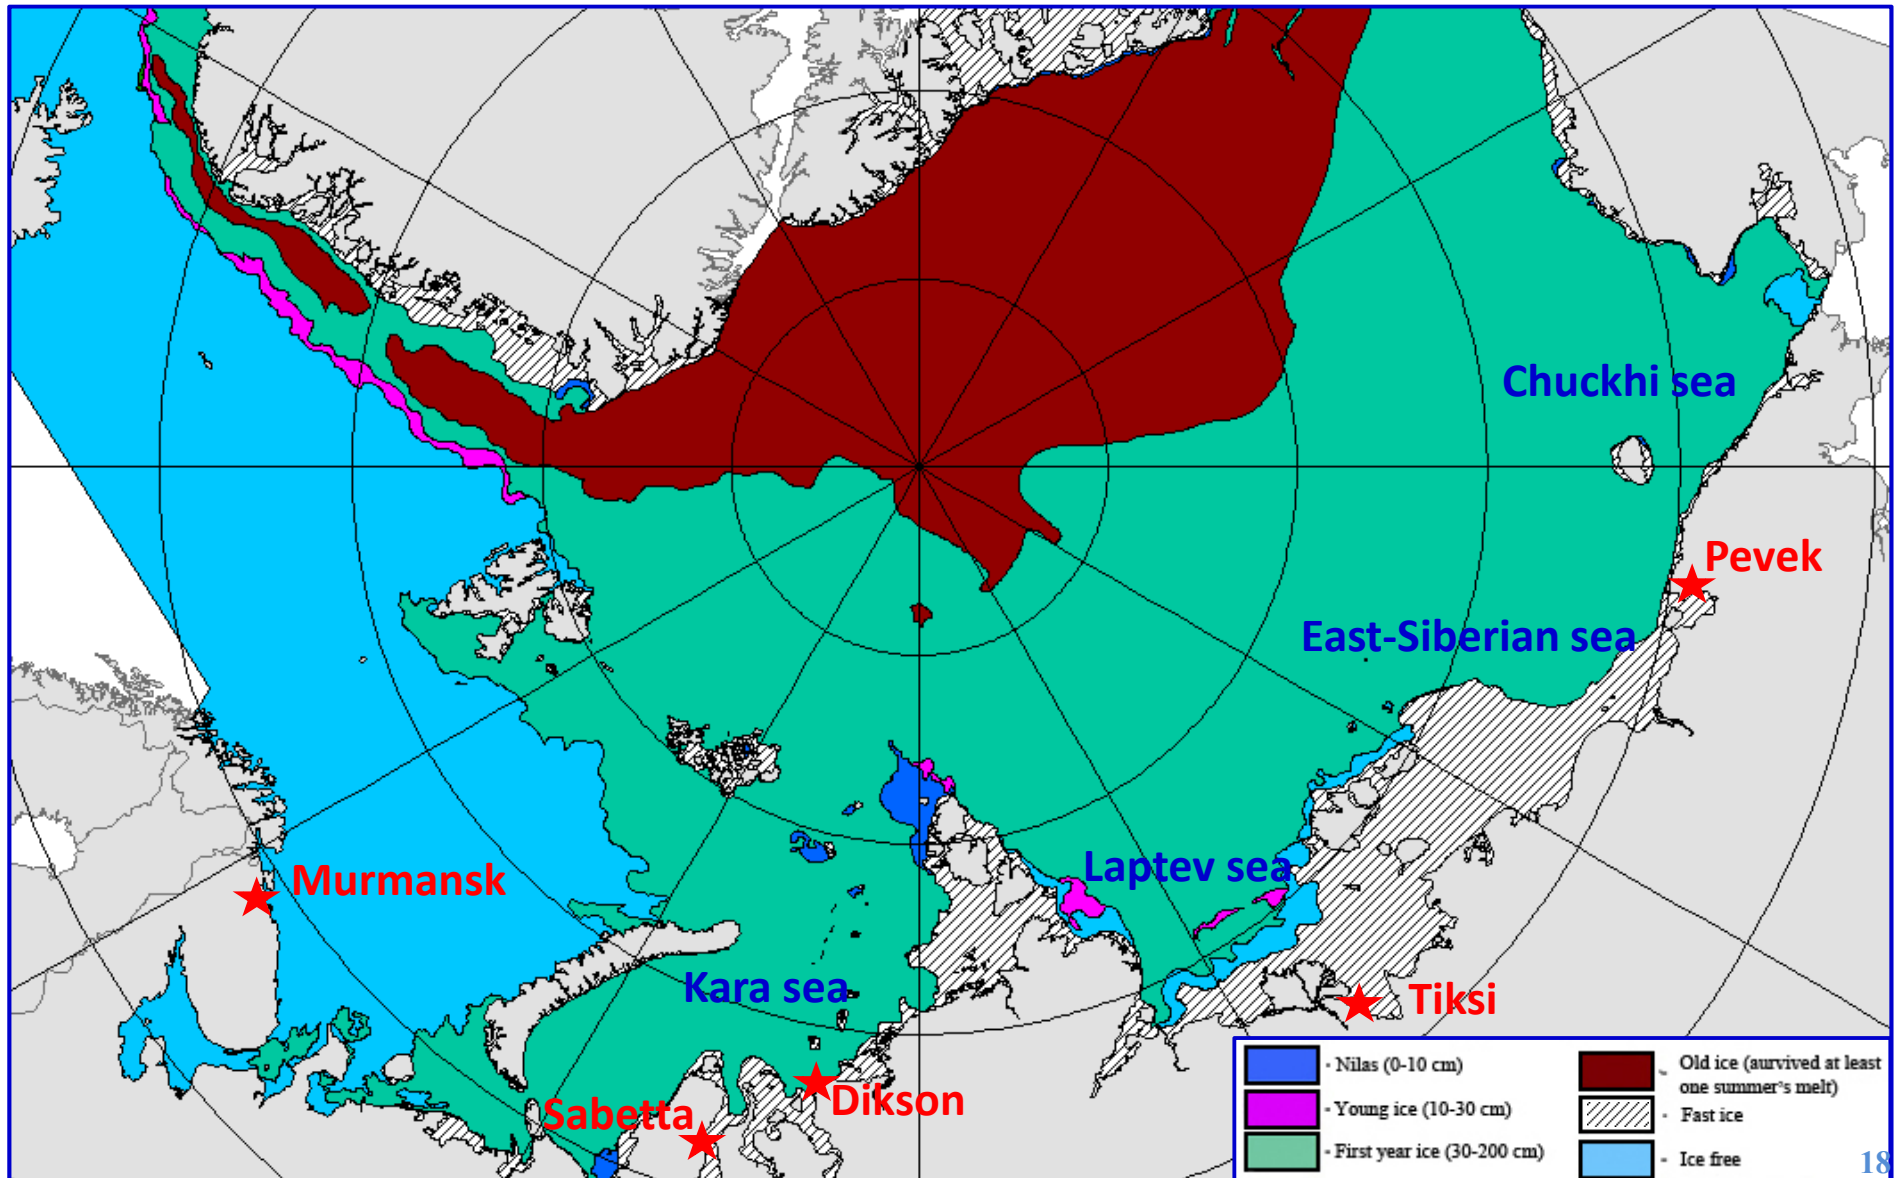 Chuckhi sea
Pevek
East-Siberian sea
Laptev sea
Murmansk
Kara sea
Tiksi
Dikson
Sabetta
- Nilas (0-10 cm)
- Young ice (10-30 cm)
- First year ice (30-200 cm)
- Old ice (aurvived at least
one summer's melt)
- Fast ice
- Ice free
18